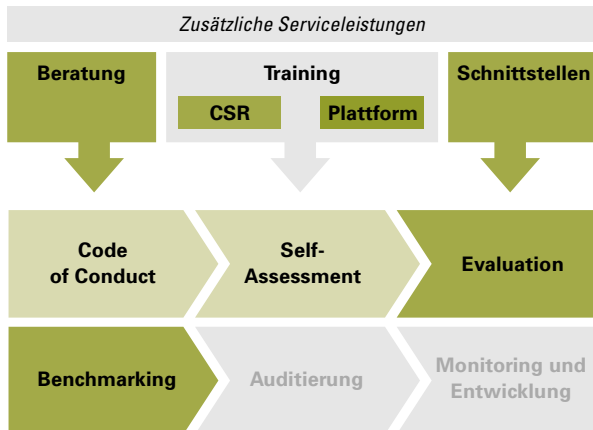 Zusätzliche Serviceleistungen
Beratung
Training
Schnittstellen
CSR
Plattform
Code
of Conduct
Self-
Assessment
Evaluation
Benchmarking
Auditierung
Monitoring und
Entwicklung